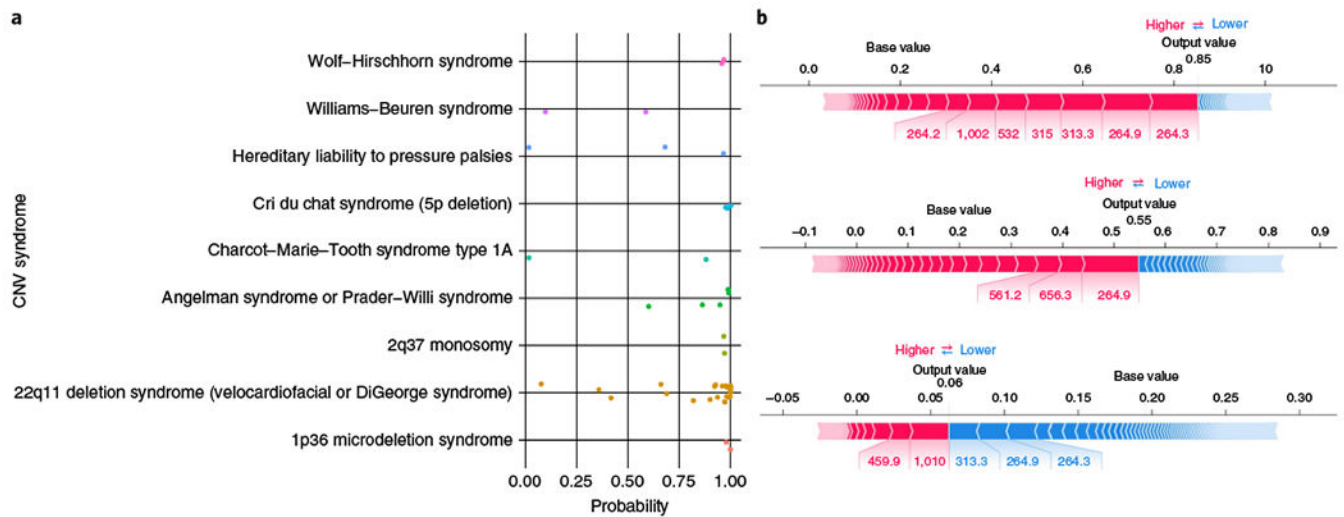 a
CNV syndrome
Wolf–Hirschhorn syndrome
Williams–Beuren syndrome
Hereditary liability to pressure palsies
Cri du chat syndrome (5p deletion)
Charcot–Marie–Tooth syndrome type 1A
Angelman syndrome or Prader–Willi syndrome
2q37 monosomy
22q11 deletion syndrome (velocardiofacial or DiGeorge syndrome)
1p36 microdeletion syndrome
0.00 0.25 0.50 0.75 1.00
Probability
b
Higher ⇌ Lower
Base value Output value
0.85
0.0 0.2 0.4 0.6 0.8 10
264.2 1,002 532 315 313.3 264.9 264.3
Higher ⇌ Lower
Base value Output value
0.55
–0.1 0.0 0.1 0.2 0.3 0.4 0.5 0.6 0.7 0.8 0.9
561.2 656.3 264.9
Higher ⇌ Lower
Output value Base value
0.06
–0.05 0.00 0.05 0.10 0.15 0.20 0.25 0.30
459.9 1,010 313.3 264.9 264.3